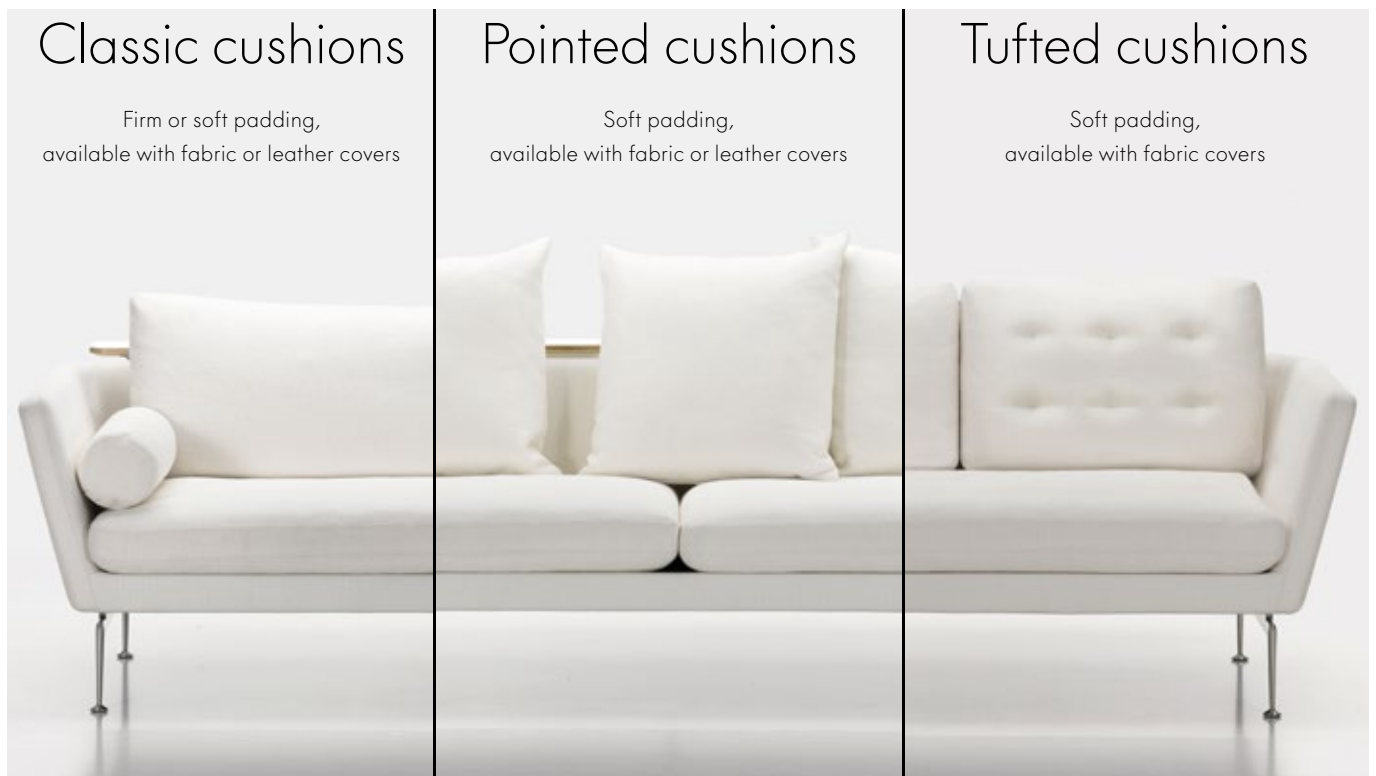 Classic cushions
Firm or soft padding,
available with fabric or leather covers
Pointed cushions
Soft padding,
available with fabric or leather covers
Tufted cushions
Soft padding,
available with fabric covers